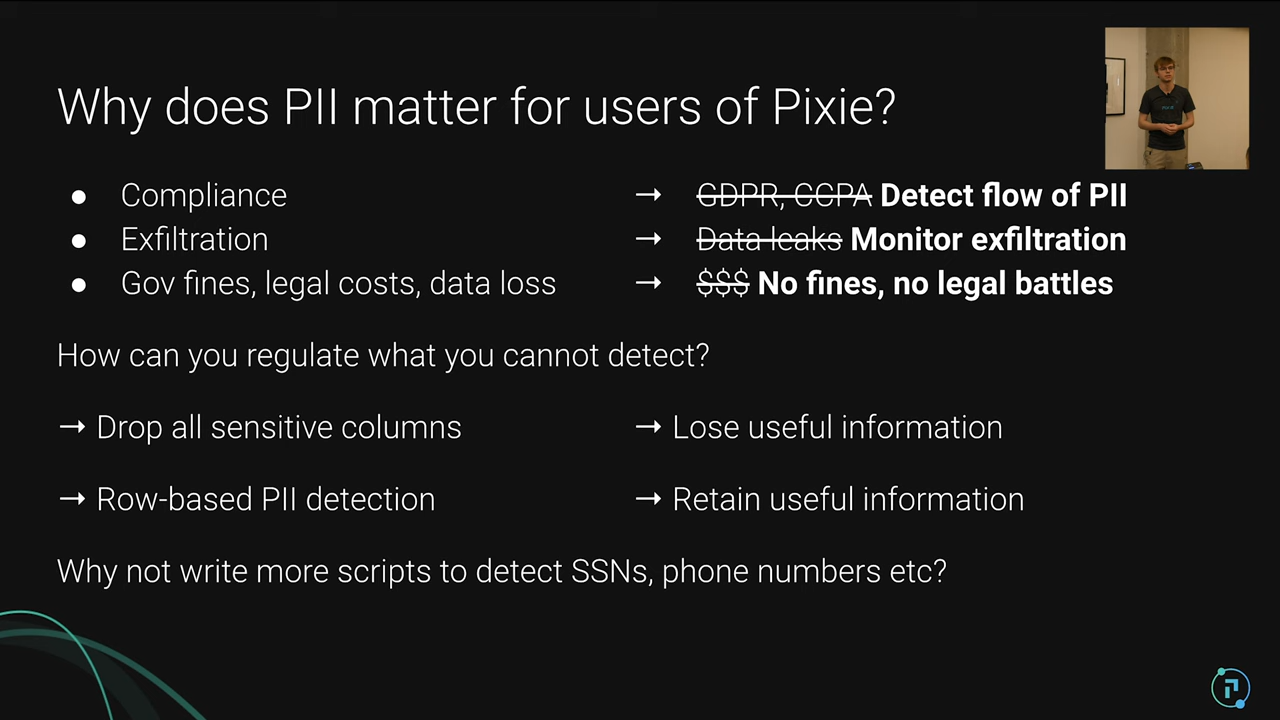 Why does PII matter for users of Pixie?
● Compliance → GDPR, CCPA Detect flow of PII
● Exfiltration → Data leaks Monitor exfiltration
● Gov fines, legal costs, data loss → $$$ No fines, no legal battles
How can you regulate what you cannot detect?
→ Drop all sensitive columns → Lose useful information
→ Row-based PII detection → Retain useful information
Why not write more scripts to detect SSNs, phone numbers etc?